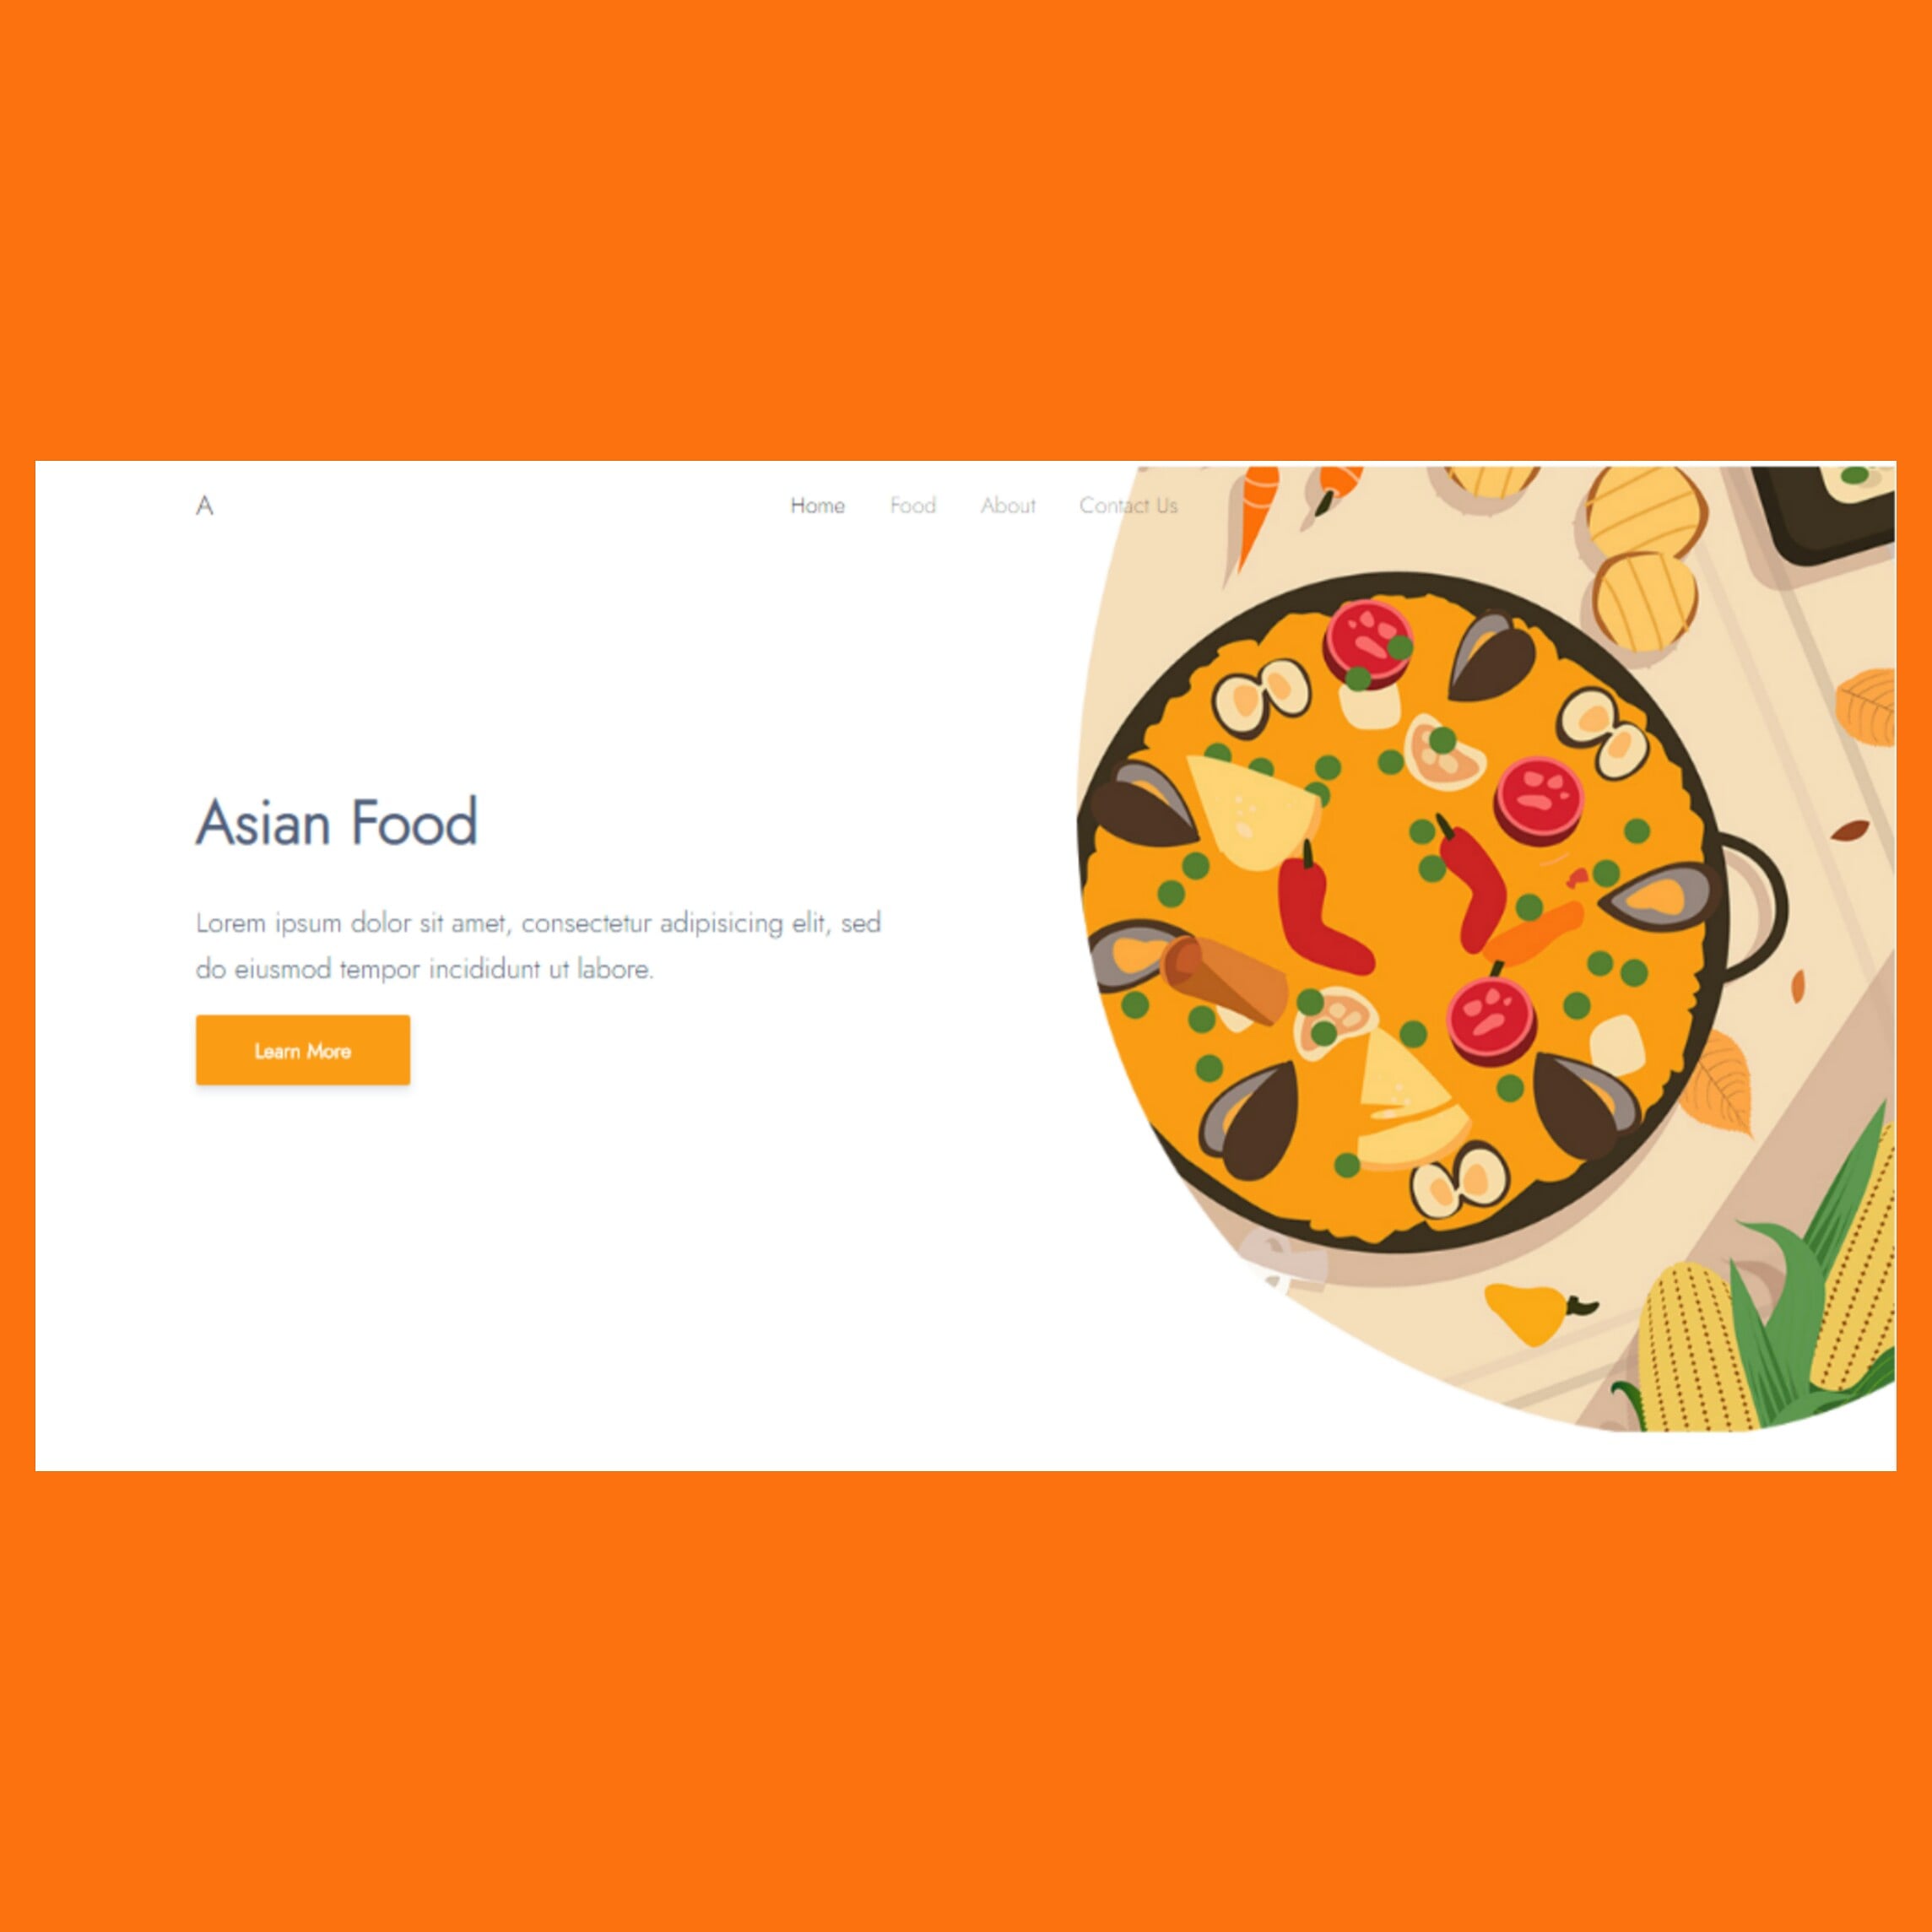 A
Home Food About Contact Us
Asian Food
Lorem ipsum dolor sit amet, consectetur adipisicing elit, sed
do eiusmod tempor incididunt ut labore.
Learn More